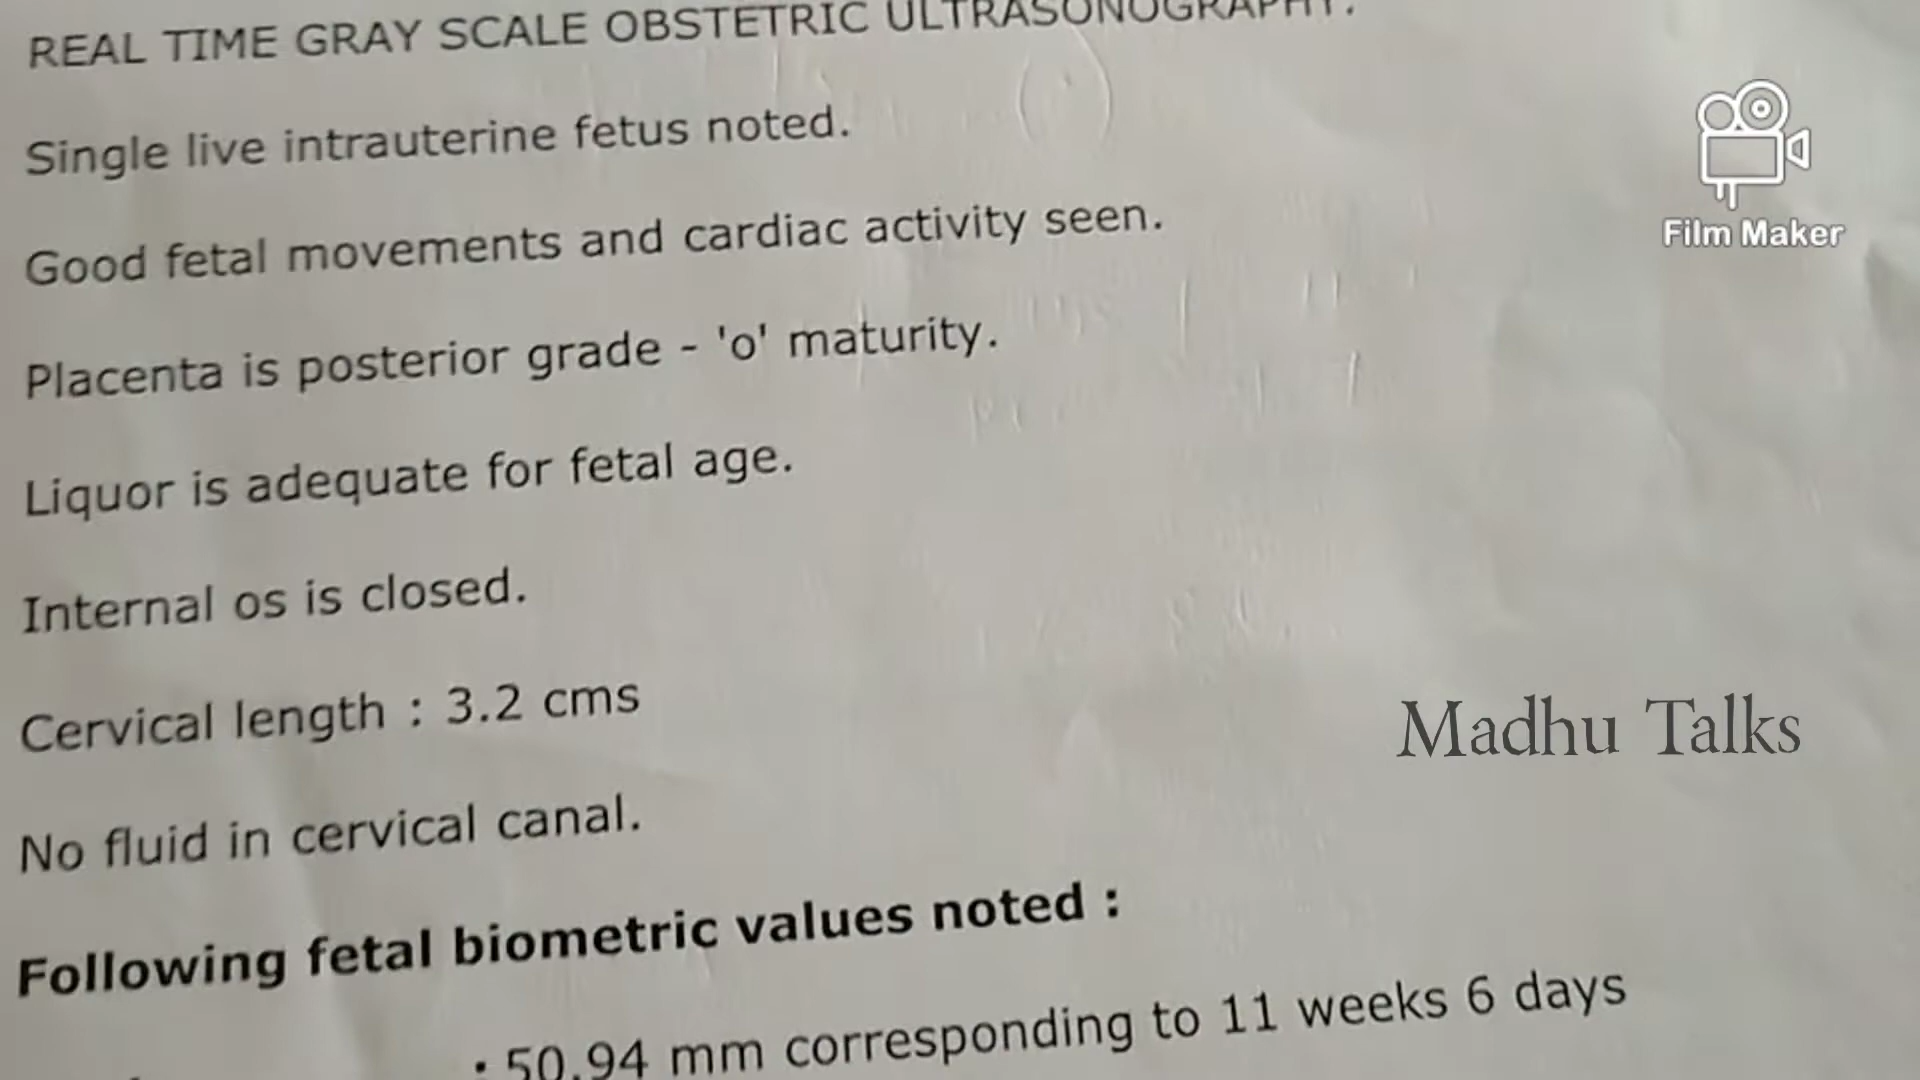 REAL TIME GRAY SCALE OBSTETRIC ULTRASONOGRAPHY:
Single live intrauterine fetus noted.
Film Maker
Good fetal movements and cardiac activity seen.
Placenta is posterior grade - 'o' maturity.
Liquor is adequate for fetal age.
Internal os is closed.
Cervical length : 3.2 cms
Madhu Talks
No fluid in cervical canal.
Following fetal biometric values noted :
: 50.94 mm corresponding to 11 weeks 6 days